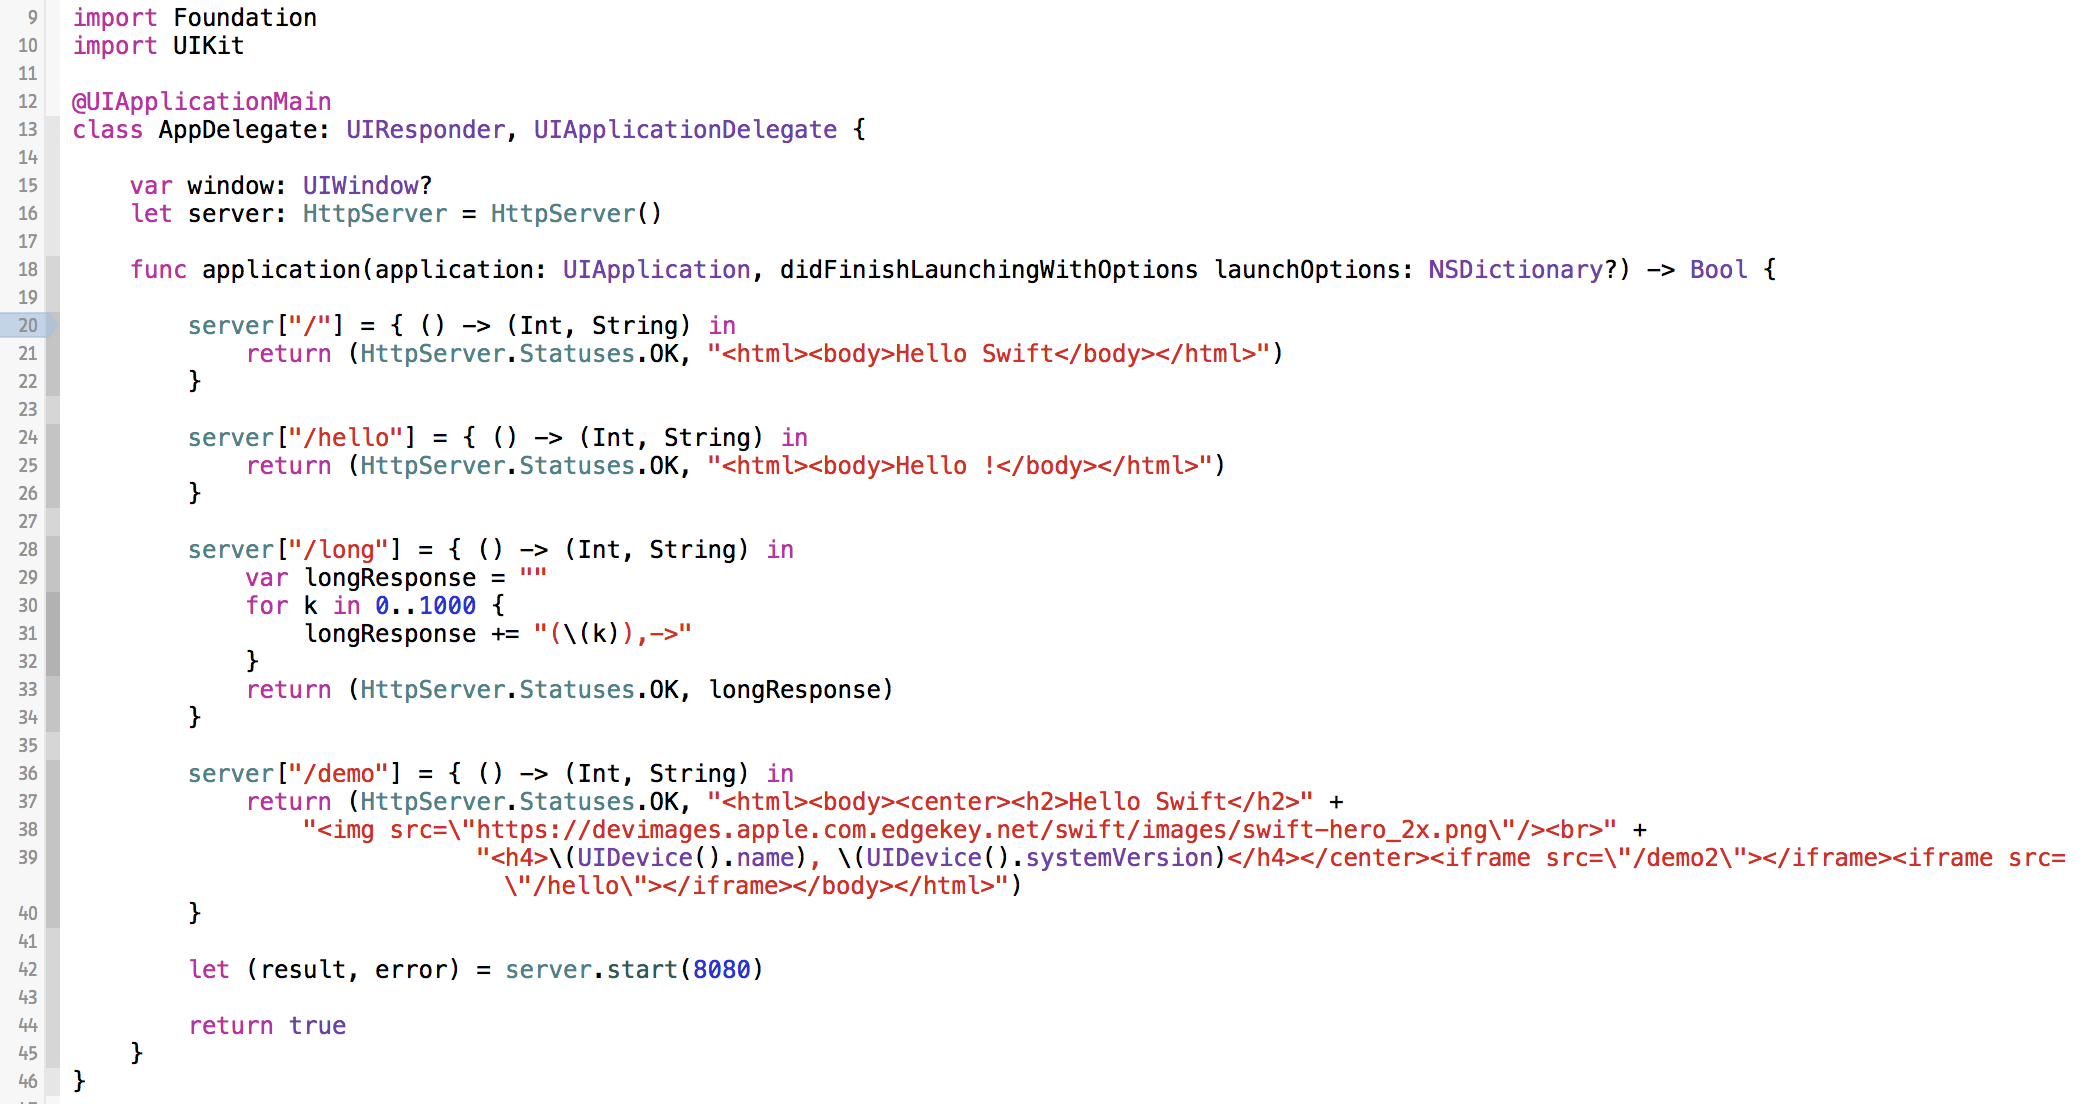 9 import Foundation
10 import UIKit
11
12 @UIApplicationMain
13 class AppDelegate: UIResponder, UIApplicationDelegate {
14
15     var window: UIWindow?
16     let server: HttpServer = HttpServer()
17
18     func application(application: UIApplication, didFinishLaunchingWithOptions launchOptions: NSDictionary?) -> Bool {
19
20         server["/"] = { () -> (Int, String) in
21             return (HttpServer.Statuses.OK, "<html><body>Hello Swift</body></html>")
22         }
23
24         server["/hello"] = { () -> (Int, String) in
25             return (HttpServer.Statuses.OK, "<html><body>Hello !</body></html>")
26         }
27
28         server["/long"] = { () -> (Int, String) in
29             var longResponse = ""
30             for k in 0..1000 {
31                 longResponse += "(\(k)),->"
32             }
33             return (HttpServer.Statuses.OK, longResponse)
34         }
35
36         server["/demo"] = { () -> (Int, String) in
37             return (HttpServer.Statuses.OK, "<html><body><center><h2>Hello Swift</h2>" +
38                 "<img src=\"https://devimages.apple.com.edgekey.net/swift/images/swift-hero_2x.png\"/><br>" +
39                             "<h4>\(UIDevice().name), \(UIDevice().systemVersion)</h4></center><iframe src=\"/demo2\"></iframe><iframe src=
                              \"/hello\"></iframe></body></html>")
40         }
41
42         let (result, error) = server.start(8080)
43
44         return true
45     }
46 }